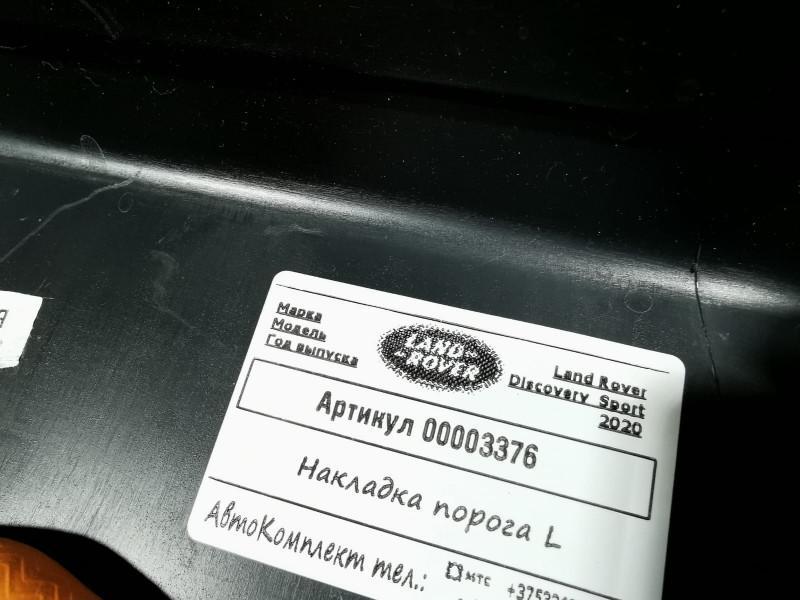 Марка
Модель
Год выпуска
LAND ROVER
Land Rover
Discovery Sport
2020
Артикул 00003376
Накладка порога L
АвтоКомплект тел.:
мтс